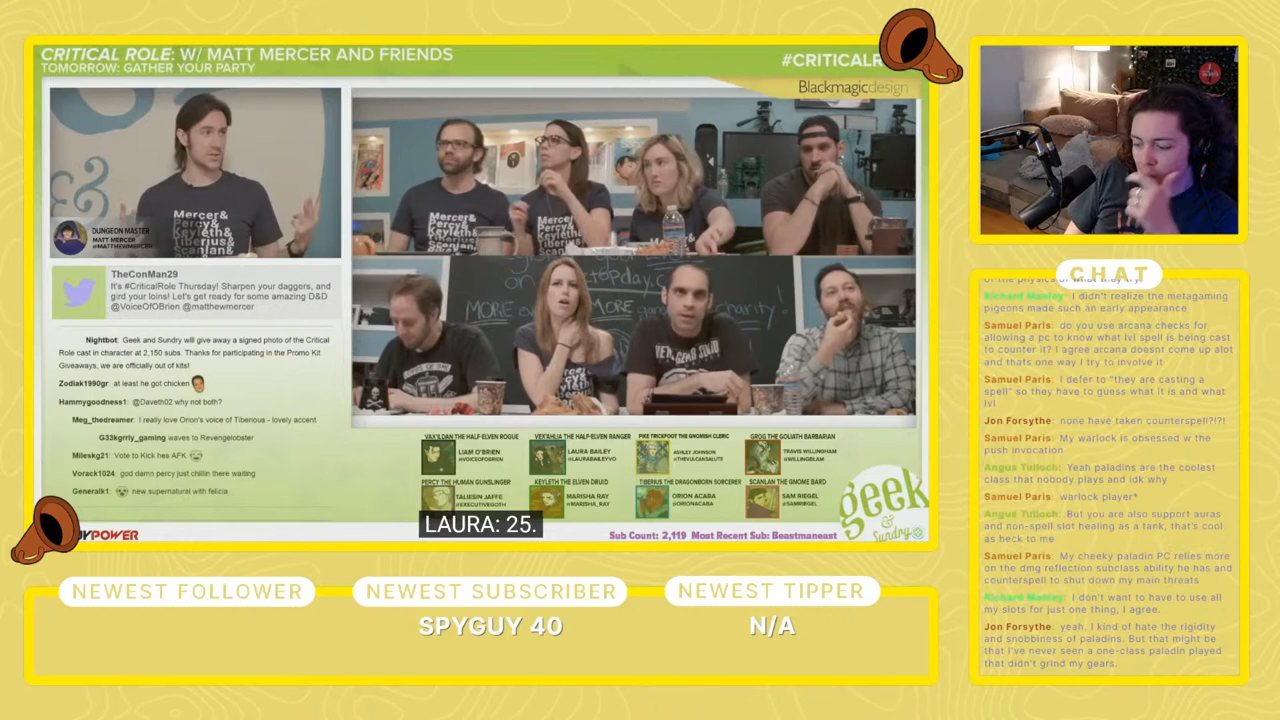 CRITICAL ROLE: W/ MATT MERCER AND FRIENDS
TOMORROW: GATHER YOUR PARTY
#CRITICALR
Blackmagicdesign
Mercer&
Percy&
Keyleth&
Tiberius&
Scanlan&
DUNGEON MASTER
MATT MERCER
@MATTHEWMERCER
TheConMan29
It's #CriticalRole Thursday! Sharpen your daggers, and
gird your loins! Let's get ready for some amazing D&D
@VoiceOfOBrien @matthewmercer
Nightbot: Geek and Sundry will give away a signed photo of the Critical
Role cast in character at 2,150 subs. Thanks for participating in the Promo Kit
Giveaways, we are officially out of kits!
Zodiak1990gr: at least he got chicken
Hammygoodness1: @Daveth02 why not both?
Meg_thedreamer: I really love Orion's voice of Tiberious - lovely accent
G33kgrrly_gaming waves to Revengelobster
Mileskg21: Vote to Kick hes AFK
Vorack1024 god damn percy just chillin there waiting
Generalk1: new supernatural with felicia
MORE charity!
VAX'ILDAN THE HALF-ELVEN ROGUE
LIAM O'BRIEN
@VOICEOFOBRIEN
VEX'AHLIA THE HALF-ELVEN RANGER
LAURA BAILEY
@LAURABAILEYVO
PIKE TRICKFOOT THE GNOMISH CLERIC
ASHLEY JOHNSON
@THEVULCANSALUTE
GROG THE GOLIATH BARBARIAN
TRAVIS WILLINGHAM
@WILLINGBLAM
PERCY THE HUMAN GUNSLINGER
TALIESIN JAFFE
@EXECUTIVEGOTH
KEYLETH THE ELVEN DRUID
MARISHA RAY
@MARISHA_RAY
TIBERIUS THE DRAGONBORN SORCERER
ORION ACABA
@ORIONACABA
SCANLAN THE GNOME BARD
SAM RIEGEL
@SAMRIEGEL
geek
& Sundry
LAURA: 25.
YPOWER
Sub Count: 2,119 Most Recent Sub: Beastmaneast
NEWEST FOLLOWER
NEWEST SUBSCRIBER
SPYGUY 40
NEWEST TIPPER
N/A
CHAT
Richard Manley: I didn't realize the metagaming
pigeons made such an early appearance
Samuel Paris: do you use arcana checks for
allowing a pc to know what lvl spell is being cast
to counter it? I agree arcana doesnt come up alot
and thats one way I try to involve it
Samuel Paris: I defer to "they are casting a
spell" so they have to guess what it is and what
lvl
Jon Forsythe: none have taken counterspell?!?!
Samuel Paris: My warlock is obsessed w the
push invocation
Angus Tulloch: Yeah paladins are the coolest
class that nobody plays and idk why
Samuel Paris: warlock player*
Angus Tulloch: But you are also support auras
and non-spell slot healing as a tank, that's cool
as heck to me
Samuel Paris: My cheeky paladin PC relies more
on the dmg reflection subclass ability he has and
counterspell to shut down my main threats
Richard Manley: I don't want to have to use all
my slots for just one thing, I agree.
Jon Forsythe: yeah, I kind of hate the rigidity
and snobbiness of paladins. But that might be
that I've never seen a one-class paladin played
that didn't grind my gears.